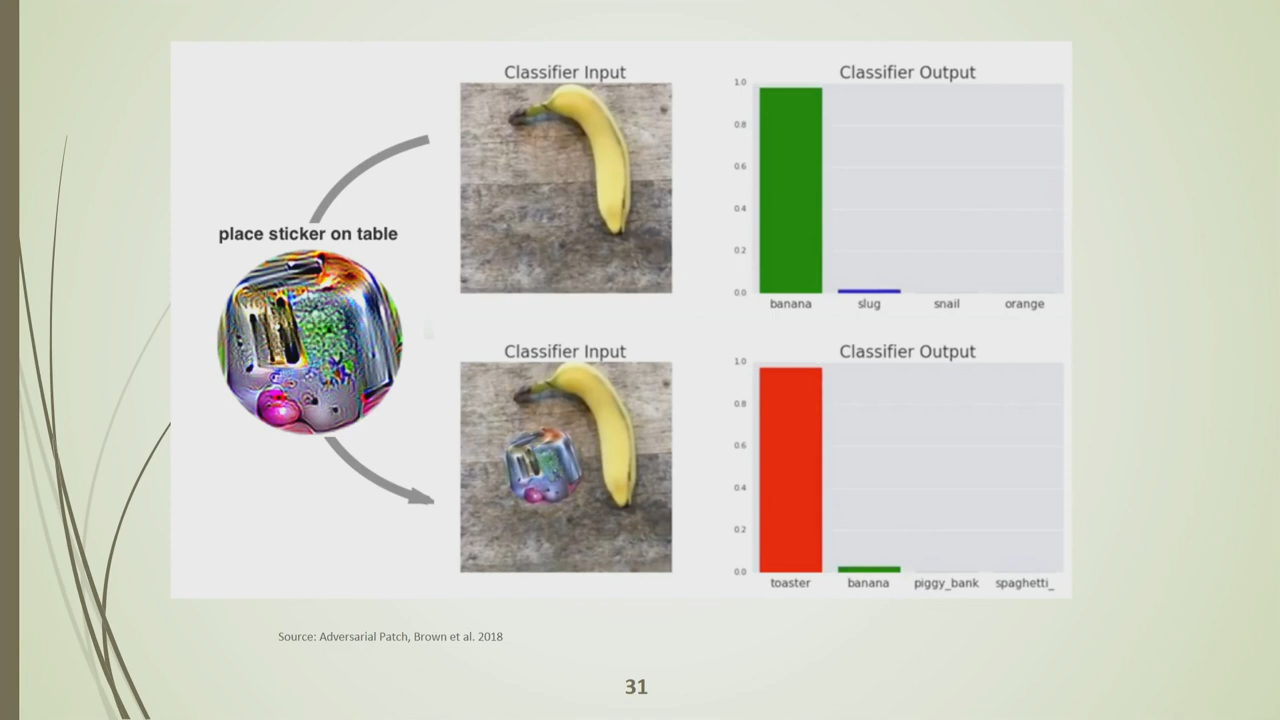 Classifier Input
Classifier Output
1.0
0.8
0.6
0.4
0.2
0.0
banana slug snail orange
place sticker on table
Classifier Input
Classifier Output
1.0
0.8
0.6
0.4
0.2
0.0
toaster banana piggy_bank spaghetti_
Source: Adversarial Patch, Brown et al. 2018
31